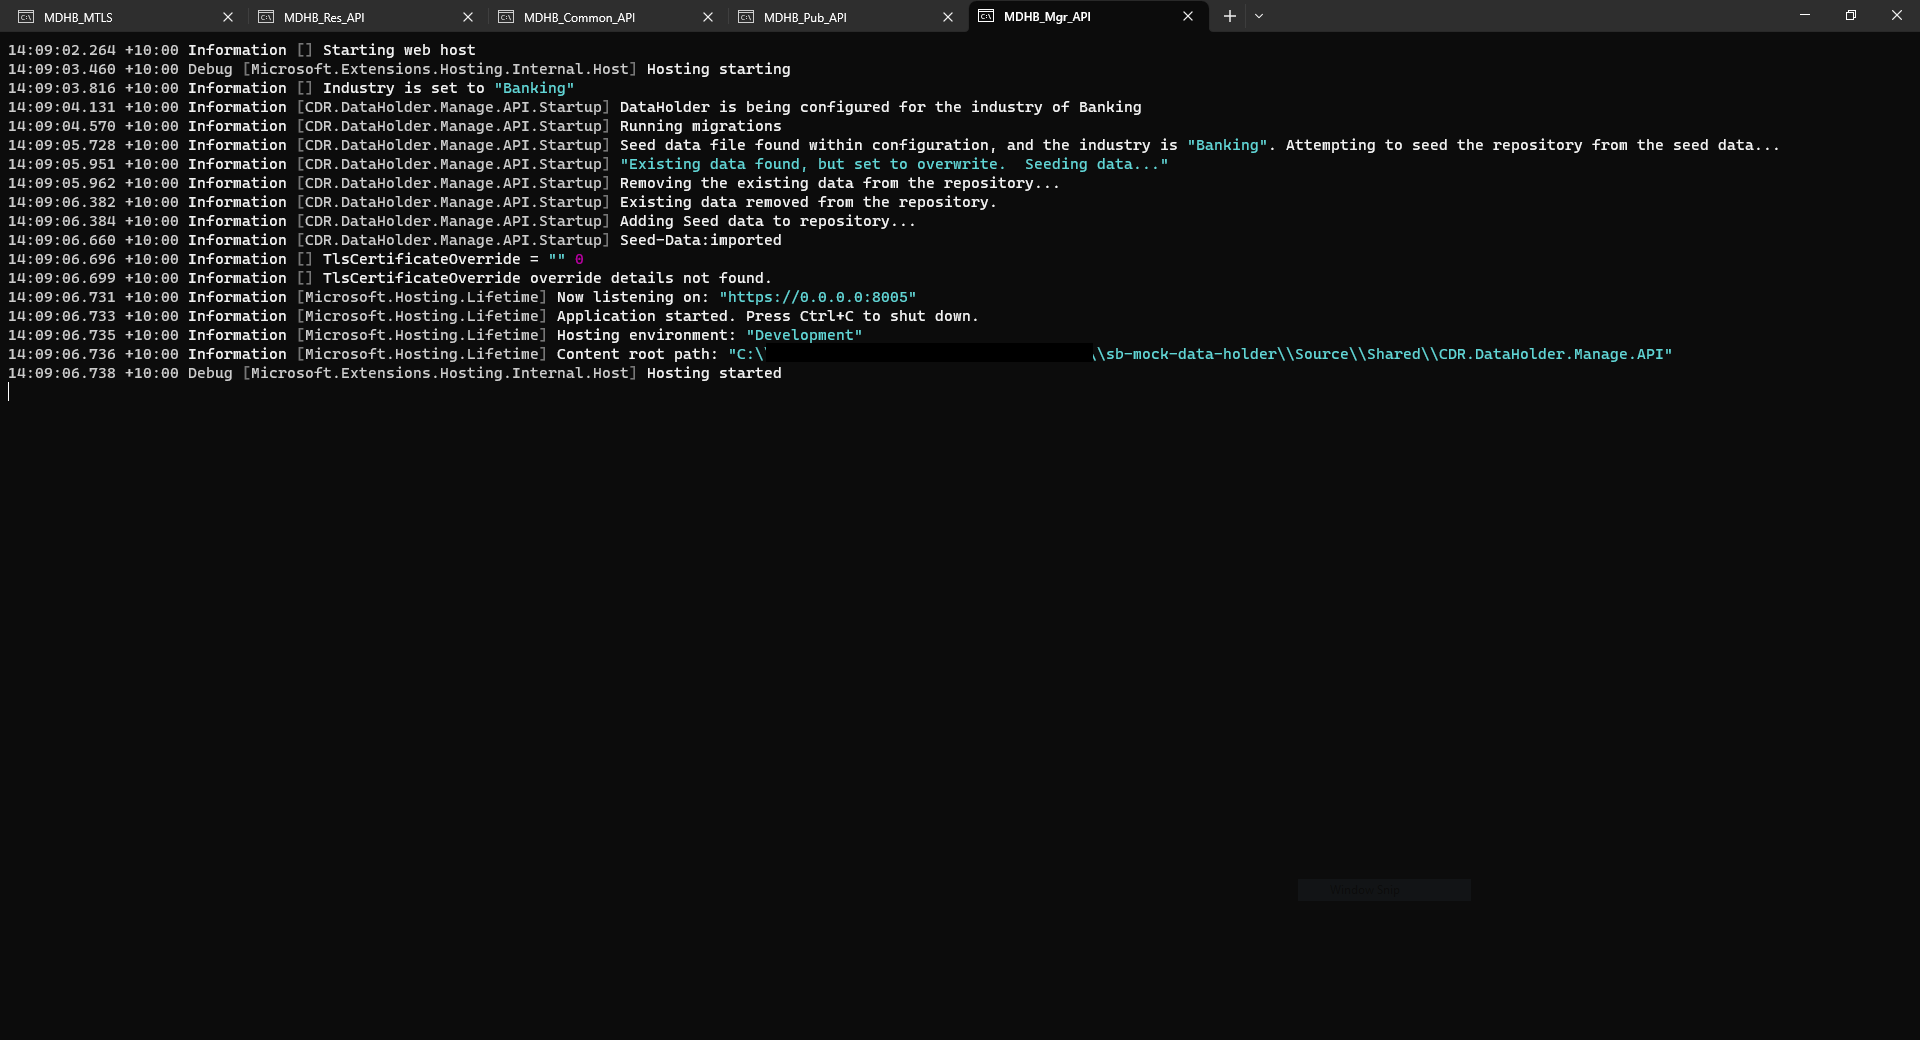 MDHB_MTLS MDHB_Res_API MDHB_Common_API MDHB_Pub_API MDHB_Mgr_API
14:09:02.264 +10:00 Information [] Starting web host
14:09:03.460 +10:00 Debug [Microsoft.Extensions.Hosting.Internal.Host] Hosting starting
14:09:03.816 +10:00 Information [] Industry is set to "Banking"
14:09:04.131 +10:00 Information [CDR.DataHolder.Manage.API.Startup] DataHolder is being configured for the industry of Banking
14:09:04.570 +10:00 Information [CDR.DataHolder.Manage.API.Startup] Running migrations
14:09:05.728 +10:00 Information [CDR.DataHolder.Manage.API.Startup] Seed data file found within configuration, and the industry is "Banking". Attempting to seed the repository from the seed data...
14:09:05.951 +10:00 Information [CDR.DataHolder.Manage.API.Startup] "Existing data found, but set to overwrite.  Seeding data..."
14:09:05.962 +10:00 Information [CDR.DataHolder.Manage.API.Startup] Removing the existing data from the repository...
14:09:06.382 +10:00 Information [CDR.DataHolder.Manage.API.Startup] Existing data removed from the repository.
14:09:06.384 +10:00 Information [CDR.DataHolder.Manage.API.Startup] Adding Seed data to repository...
14:09:06.660 +10:00 Information [CDR.DataHolder.Manage.API.Startup] Seed-Data:imported
14:09:06.696 +10:00 Information [] TlsCertificateOverride = "" 0
14:09:06.699 +10:00 Information [] TlsCertificateOverride override details not found.
14:09:06.731 +10:00 Information [Microsoft.Hosting.Lifetime] Now listening on: "https://0.0.0.0:8005"
14:09:06.733 +10:00 Information [Microsoft.Hosting.Lifetime] Application started. Press Ctrl+C to shut down.
14:09:06.735 +10:00 Information [Microsoft.Hosting.Lifetime] Hosting environment: "Development"
14:09:06.736 +10:00 Information [Microsoft.Hosting.Lifetime] Content root path: "C:\\ \\sb-mock-data-holder\\Source\\Shared\\CDR.DataHolder.Manage.API"
14:09:06.738 +10:00 Debug [Microsoft.Extensions.Hosting.Internal.Host] Hosting started